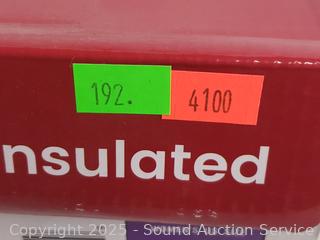 192.
4100
nsulated
Copyright 2025 - Sound Auction Service